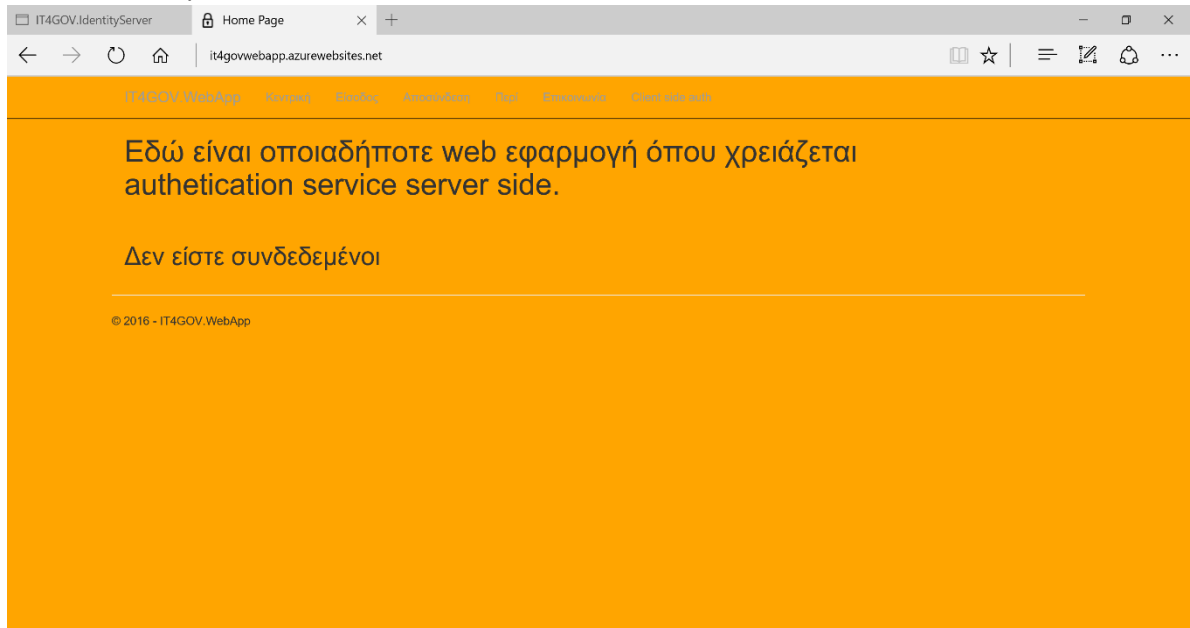 IT4GOV.IdentityServer Home Page
it4govwebapp.azurewebsites.net
IT4GOV.WebApp Κεντρική Είσοδος Αποσύνδεση Περί Επικοινωνία Client side auth
Εδώ είναι οποιαδήποτε web εφαρμογή όπου χρειάζεται
authetication service server side.
Δεν είστε συνδεδεμένοι
© 2016 - IT4GOV.WebApp